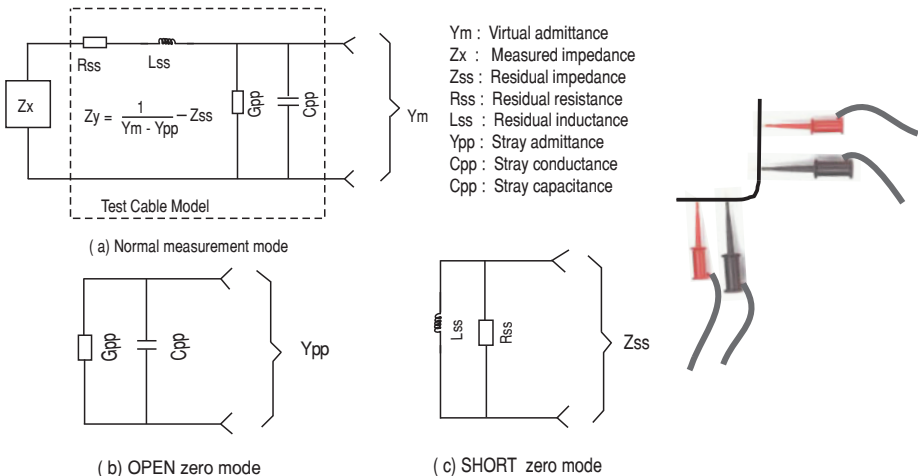 Rss
Lss
Zx
Zy = 1 / (Ym - Ypp) – Zss
Gpp
Cpp
Ym
Test Cable Model
( a) Normal measurement mode
Ym : Virtual admittance
Zx : Measured impedance
Zss : Residual impedance
Rss : Residual resistance
Lss : Residual inductance
Ypp : Stray admittance
Cpp : Stray conductance
Cpp : Stray capacitance
Gpp
Cpp
Ypp
( b) OPEN zero mode
Lss
Rss
Zss
( c) SHORT zero mode